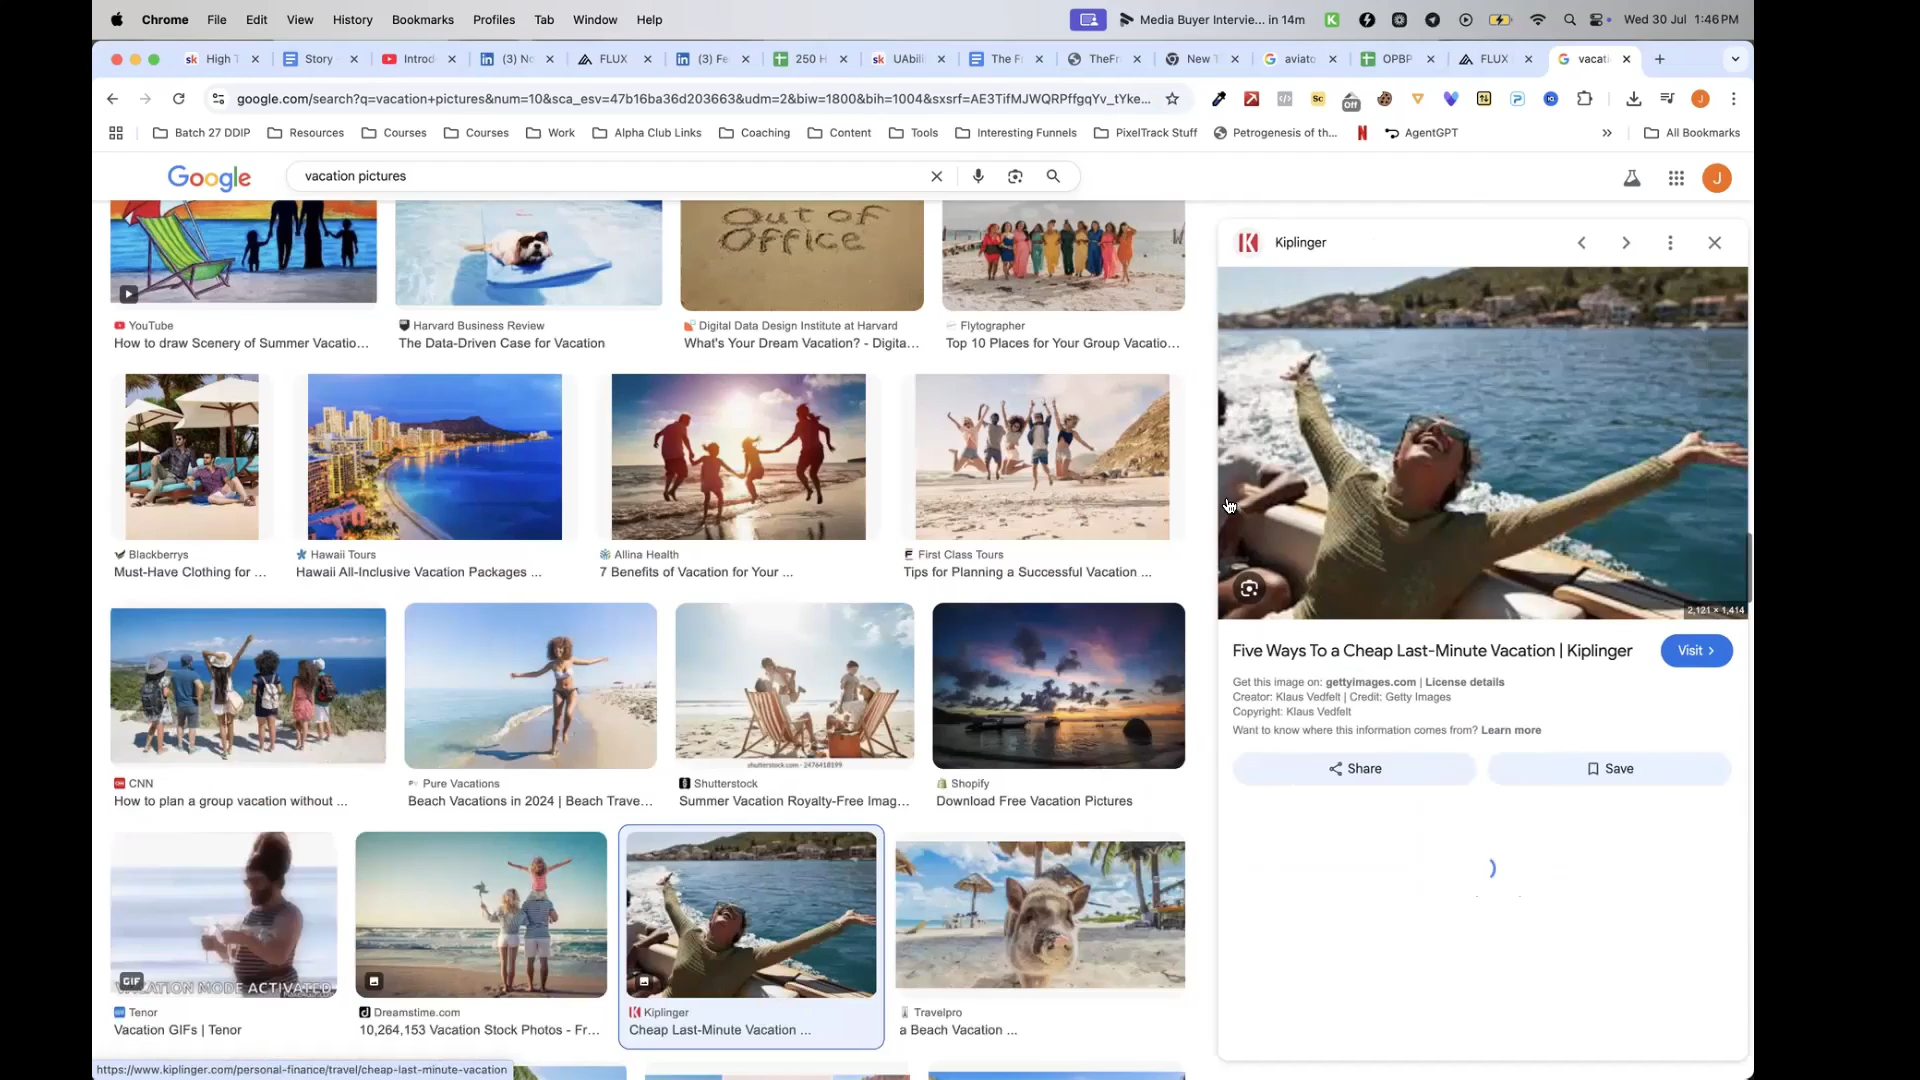 Chrome File Edit View History Bookmarks Profiles Tab Window Help Media Buyer Intervie... in 14m Wed 30 Jul 1:46PM
High T Story Introd (3) No FLUX (3) Fe 250 H UAbili The Fr TheFr New T aviato OPBP FLUX vacati
google.com/search?q=vacation+pictures&num=10&sca_esv=47b16ba36d203663&udm=2&biw=1800&bih=1004&sxsrf=AE3TifMJWQRPffgqYv_tYke...
Batch 27 DDIP Resources Courses Courses Work Alpha Club Links Coaching Content Tools Interesting Funnels PixelTrack Stuff Petrogenesis of th... AgentGPT » All Bookmarks
Google vacation pictures J
Out of
Office
YouTube
How to draw Scenery of Summer Vacatio...
Harvard Business Review
The Data-Driven Case for Vacation
Digital Data Design Institute at Harvard
What's Your Dream Vacation? - Digita...
Flytographer
Top 10 Places for Your Group Vacatio...
Blackberrys
Must-Have Clothing for ...
Hawaii Tours
Hawaii All-Inclusive Vacation Packages ...
Allina Health
7 Benefits of Vacation for Your ...
First Class Tours
Tips for Planning a Successful Vacation ...
shutterstock.com · 2476418199
CNN
How to plan a group vacation without ...
Pure Vacations
Beach Vacations in 2024 | Beach Trave...
Shutterstock
Summer Vacation Royalty-Free Imag...
Shopify
Download Free Vacation Pictures
GIF
VACATION MODE ACTIVATED
Tenor
Vacation GIFs | Tenor
Dreamstime.com
10,264,153 Vacation Stock Photos - Fr...
Kiplinger
Cheap Last-Minute Vacation ...
Travelpro
a Beach Vacation ...
https://www.kiplinger.com/personal-finance/travel/cheap-last-minute-vacation
Kiplinger
2,121 × 1,414
Five Ways To a Cheap Last-Minute Vacation | Kiplinger Visit
Get this image on: gettyimages.com | License details
Creator: Klaus Vedfelt | Credit: Getty Images
Copyright: Klaus Vedfelt
Want to know where this information comes from? Learn more
Share Save